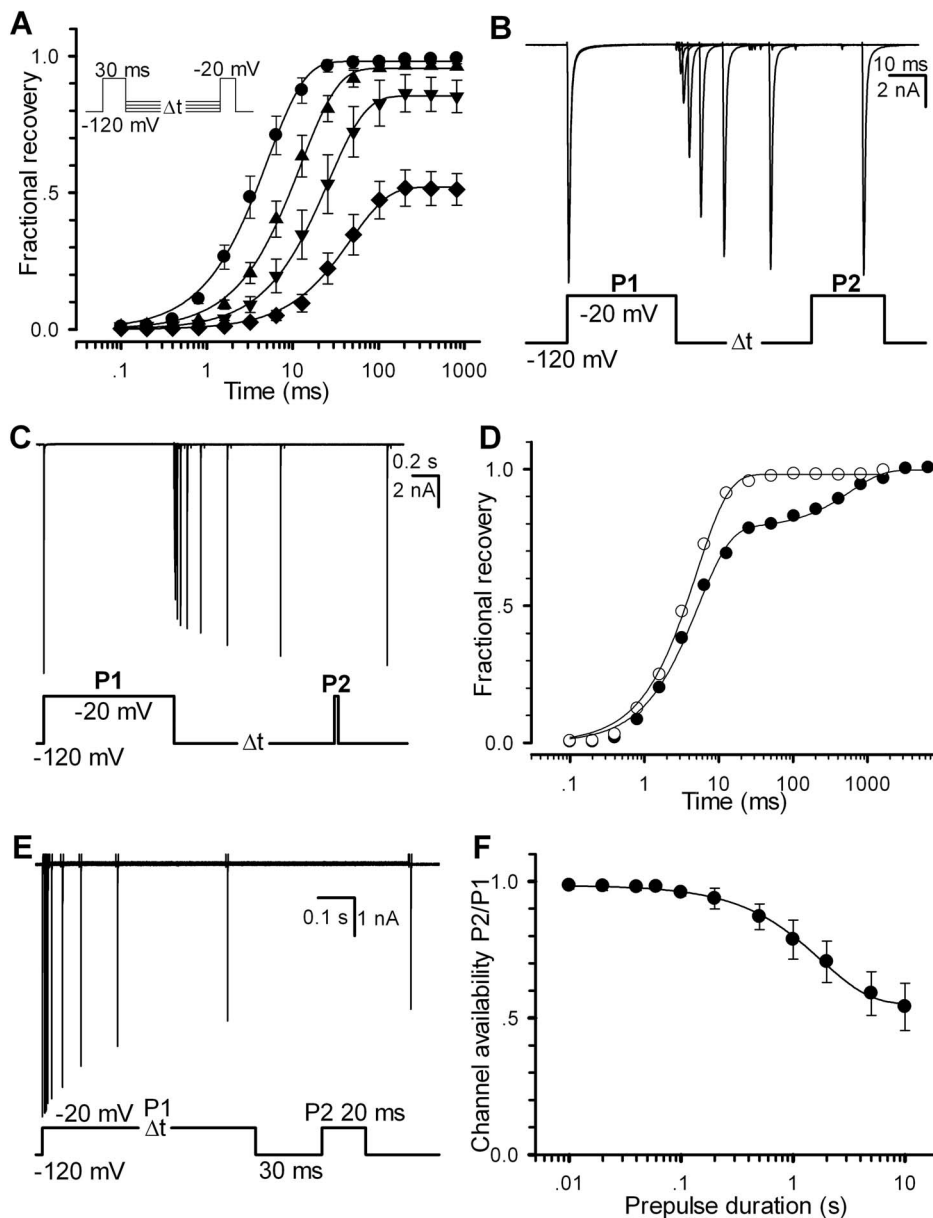 A
1.0
.5
0.0
Fractional recovery
30 ms
-20 mV
Δt
-120 mV
.1
1
10
100
1000
Time (ms)
B
10 ms
2 nA
P1
P2
-20 mV
-120 mV
Δt
C
0.2 s
2 nA
P1
P2
-20 mV
-120 mV
Δt
D
1.0
.5
0.0
Fractional recovery
.1
1
10
100
1000
Time (ms)
E
0.1 s
1 nA
-20 mV
P1
Δt
P2 20 ms
-120 mV
30 ms
F
1.0
.5
0.0
Channel availability P2/P1
.01
0.1
1
10
Prepulse duration (s)